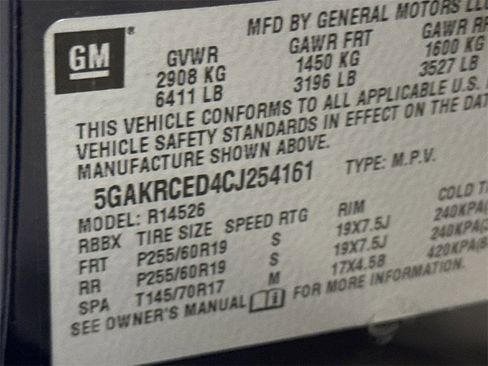 GM®
MFD BY GENERAL MOTORS LLC
GVWR GAWR FRT GAWR RR
2908 KG 1450 KG 1600 KG
6411 LB 3196 LB 3527 LB
THIS VEHICLE CONFORMS TO ALL APPLICABLE U.S.
VEHICLE SAFETY STANDARDS IN EFFECT ON THE DAT
MANUFACTURE SHOWN ABOVE.
5GAKRCED4CJ254161 TYPE: M.P.V.
MODEL: R14526
RBBX TIRE SIZE SPEED RTG RIM COLD T
FRT P255/60R19 S 19X7.5J 240KPA(
RR P255/60R19 S 19X7.5J 240KPA(
SPA T145/70R17 M 17X4.5B 420KPA(
SEE OWNER'S MANUAL FOR MORE INFORMATION.